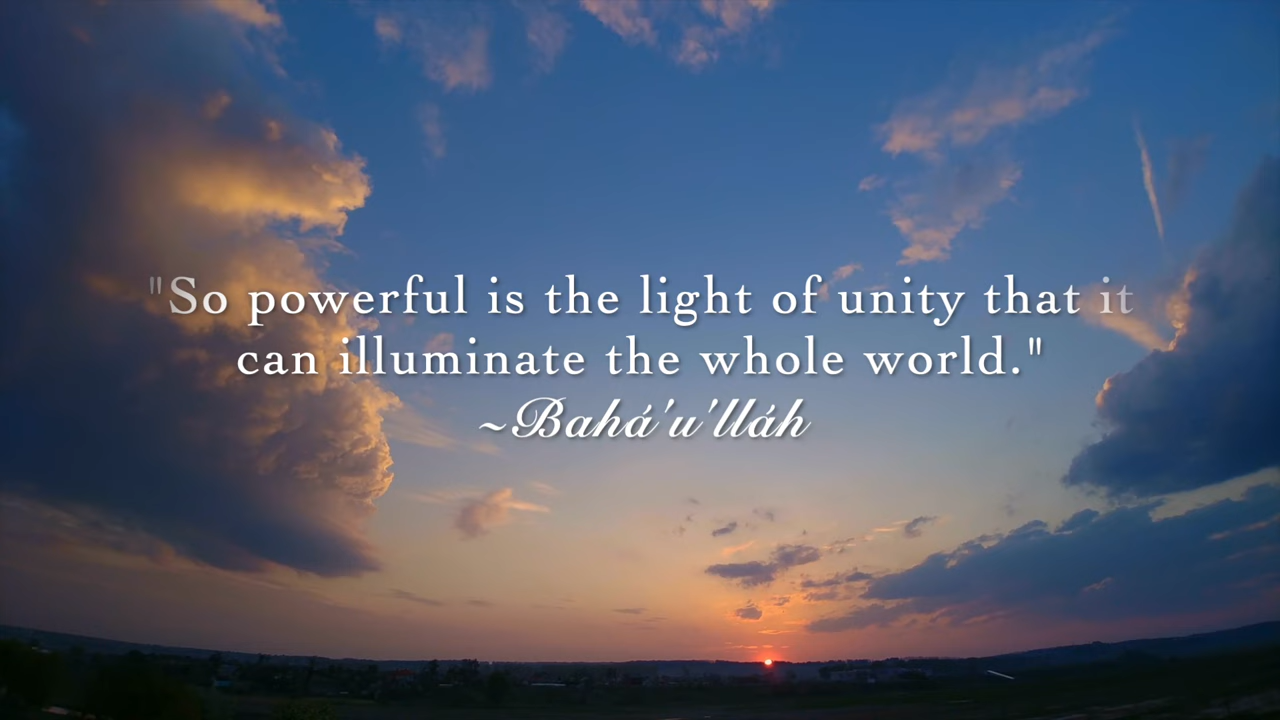 "So powerful is the light of unity that it
can illuminate the whole world."
~Bahá'u'lláh